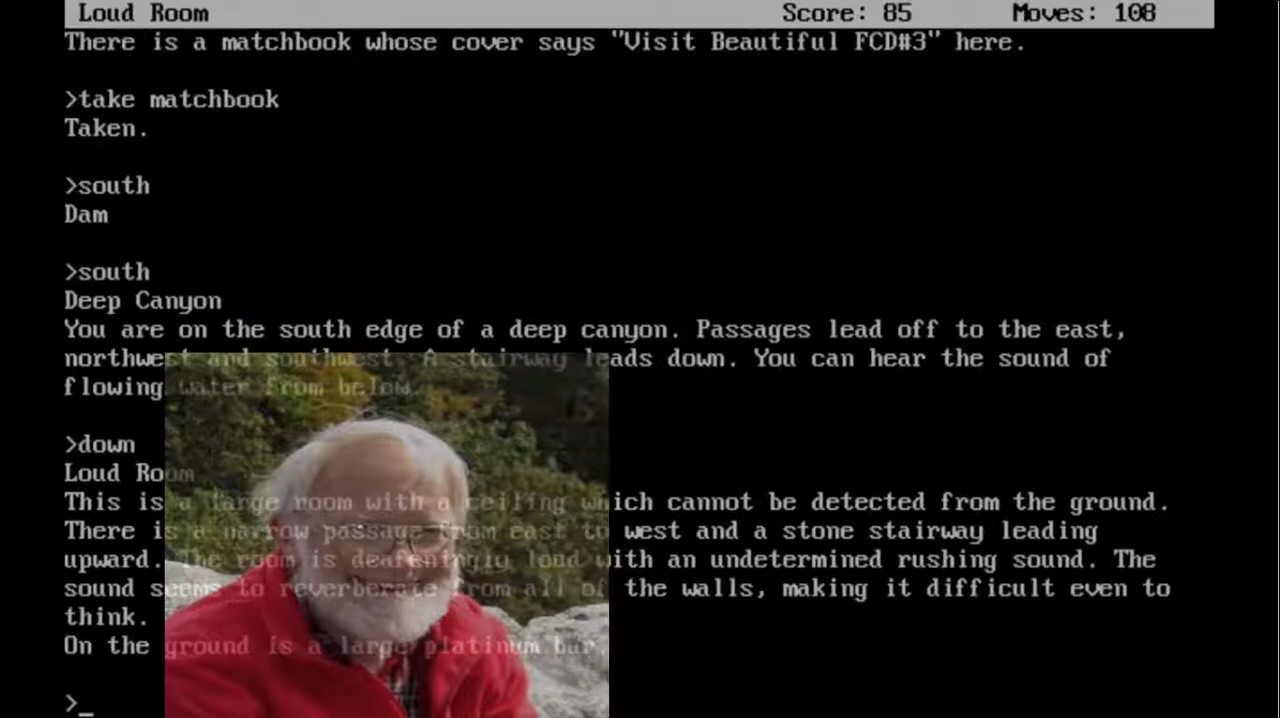 Loud Room Score: 85 Moves: 108
There is a matchbook whose cover says "Visit Beautiful FCD#3" here.
>take matchbook
Taken.
>south
Dam
>south
Deep Canyon
You are on the south edge of a deep canyon. Passages lead off to the east,
northwest and southwest. A stairway leads down. You can hear the sound of
flowing water from below.
>down
Loud Room
This is a large room with a ceiling which cannot be detected from the ground.
There is a narrow passage from east to west and a stone stairway leading
upward. The room is deafeningly loud with an undetermined rushing sound. The
sound seems to reverberate from all of the walls, making it difficult even to
think.
On the ground is a large platinum bar.
>_